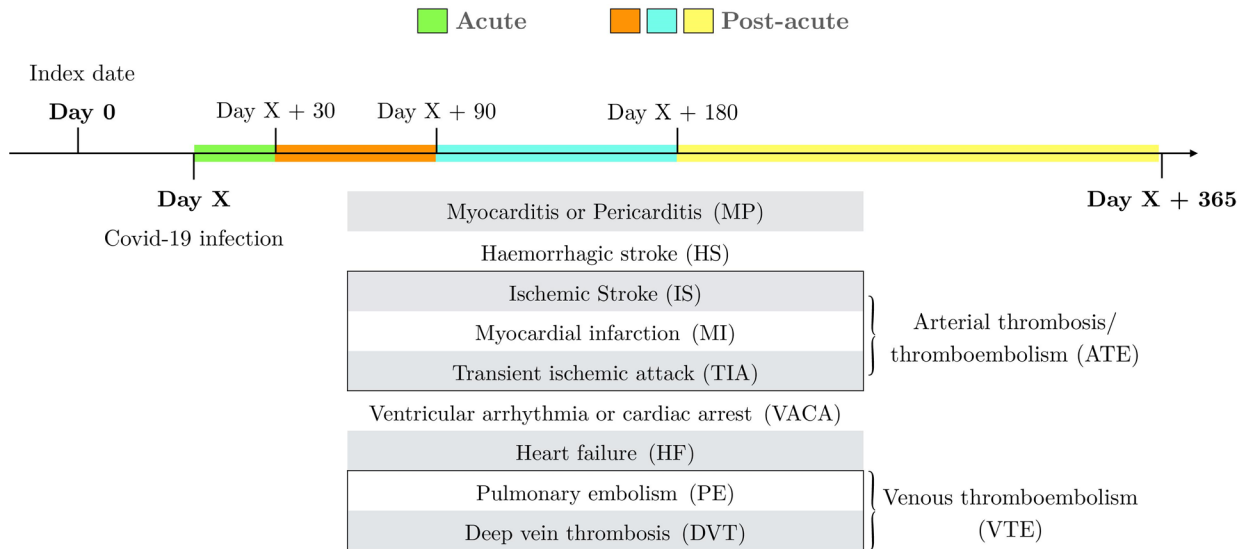 Acute
Post-acute
Index date
Day 0
Day X + 30
Day X + 90
Day X + 180
Day X
Day X + 365
Covid-19 infection
Myocarditis or Pericarditis (MP)
Haemorrhagic stroke (HS)
Ischemic Stroke (IS)
Myocardial infarction (MI)
Transient ischemic attack (TIA)
Arterial thrombosis/
thromboembolism (ATE)
Ventricular arrhythmia or cardiac arrest (VACA)
Heart failure (HF)
Pulmonary embolism (PE)
Deep vein thrombosis (DVT)
Venous thromboembolism
(VTE)